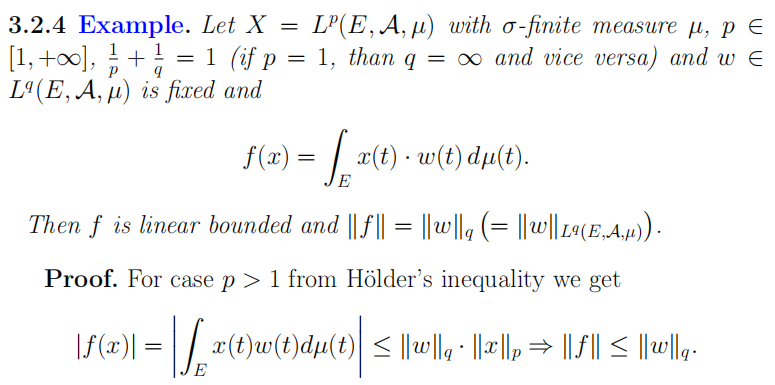 3.2.4 Example. Let X = Lᵖ(E, 𝒜, μ) with σ-finite measure μ, p ∈
[1, +∞], 1/p + 1/q = 1 (if p = 1, than q = ∞ and vice versa) and w ∈
L^q(E, 𝒜, μ) is fixed and
f(x) = ∫_E x(t) · w(t) dμ(t).
Then f is linear bounded and ‖f‖ = ‖w‖_q (= ‖w‖_{L^q(E,𝒜,μ)}).
Proof. For case p > 1 from Hölder's inequality we get
|f(x)| = |∫_E x(t)w(t)dμ(t)| ≤ ‖w‖_q · ‖x‖_p ⇒ ‖f‖ ≤ ‖w‖_q.